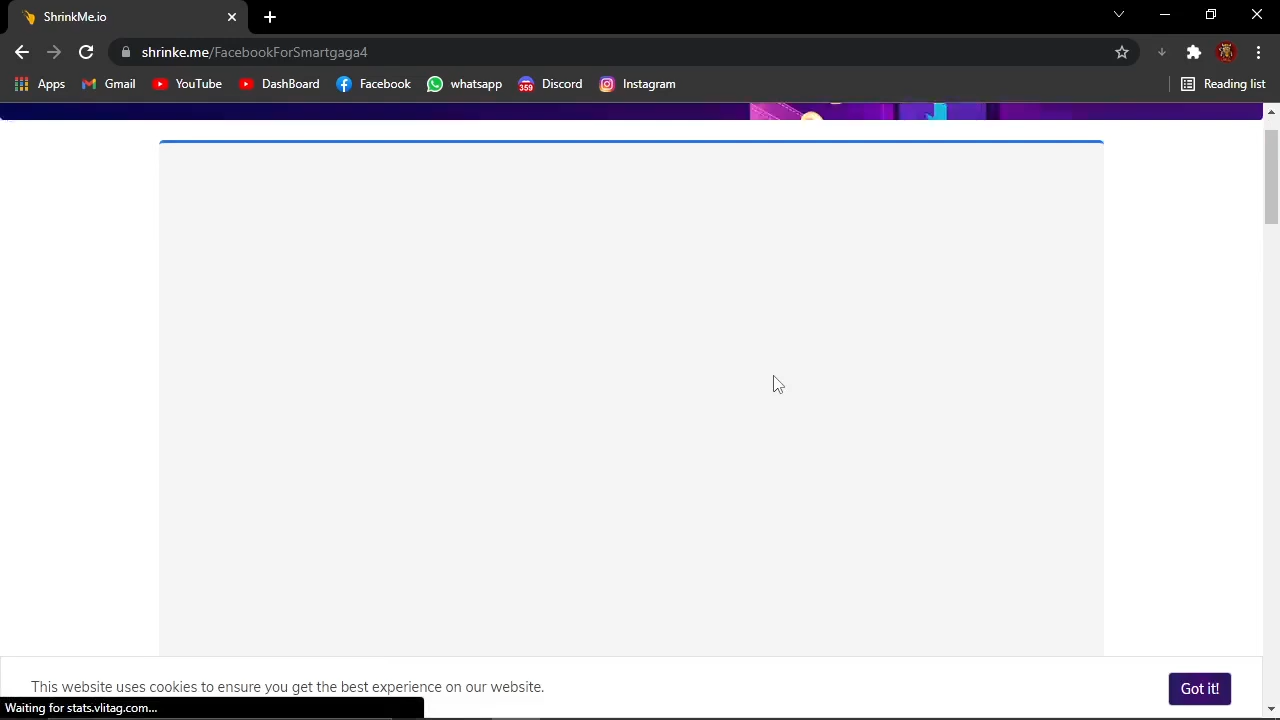 ShrinkMe.io
shrinke.me/FacebookForSmartgaga4
Apps Gmail YouTube DashBoard Facebook whatsapp 359 Discord Instagram Reading list
This website uses cookies to ensure you get the best experience on our website.
Got it!
Waiting for stats.vlitag.com...